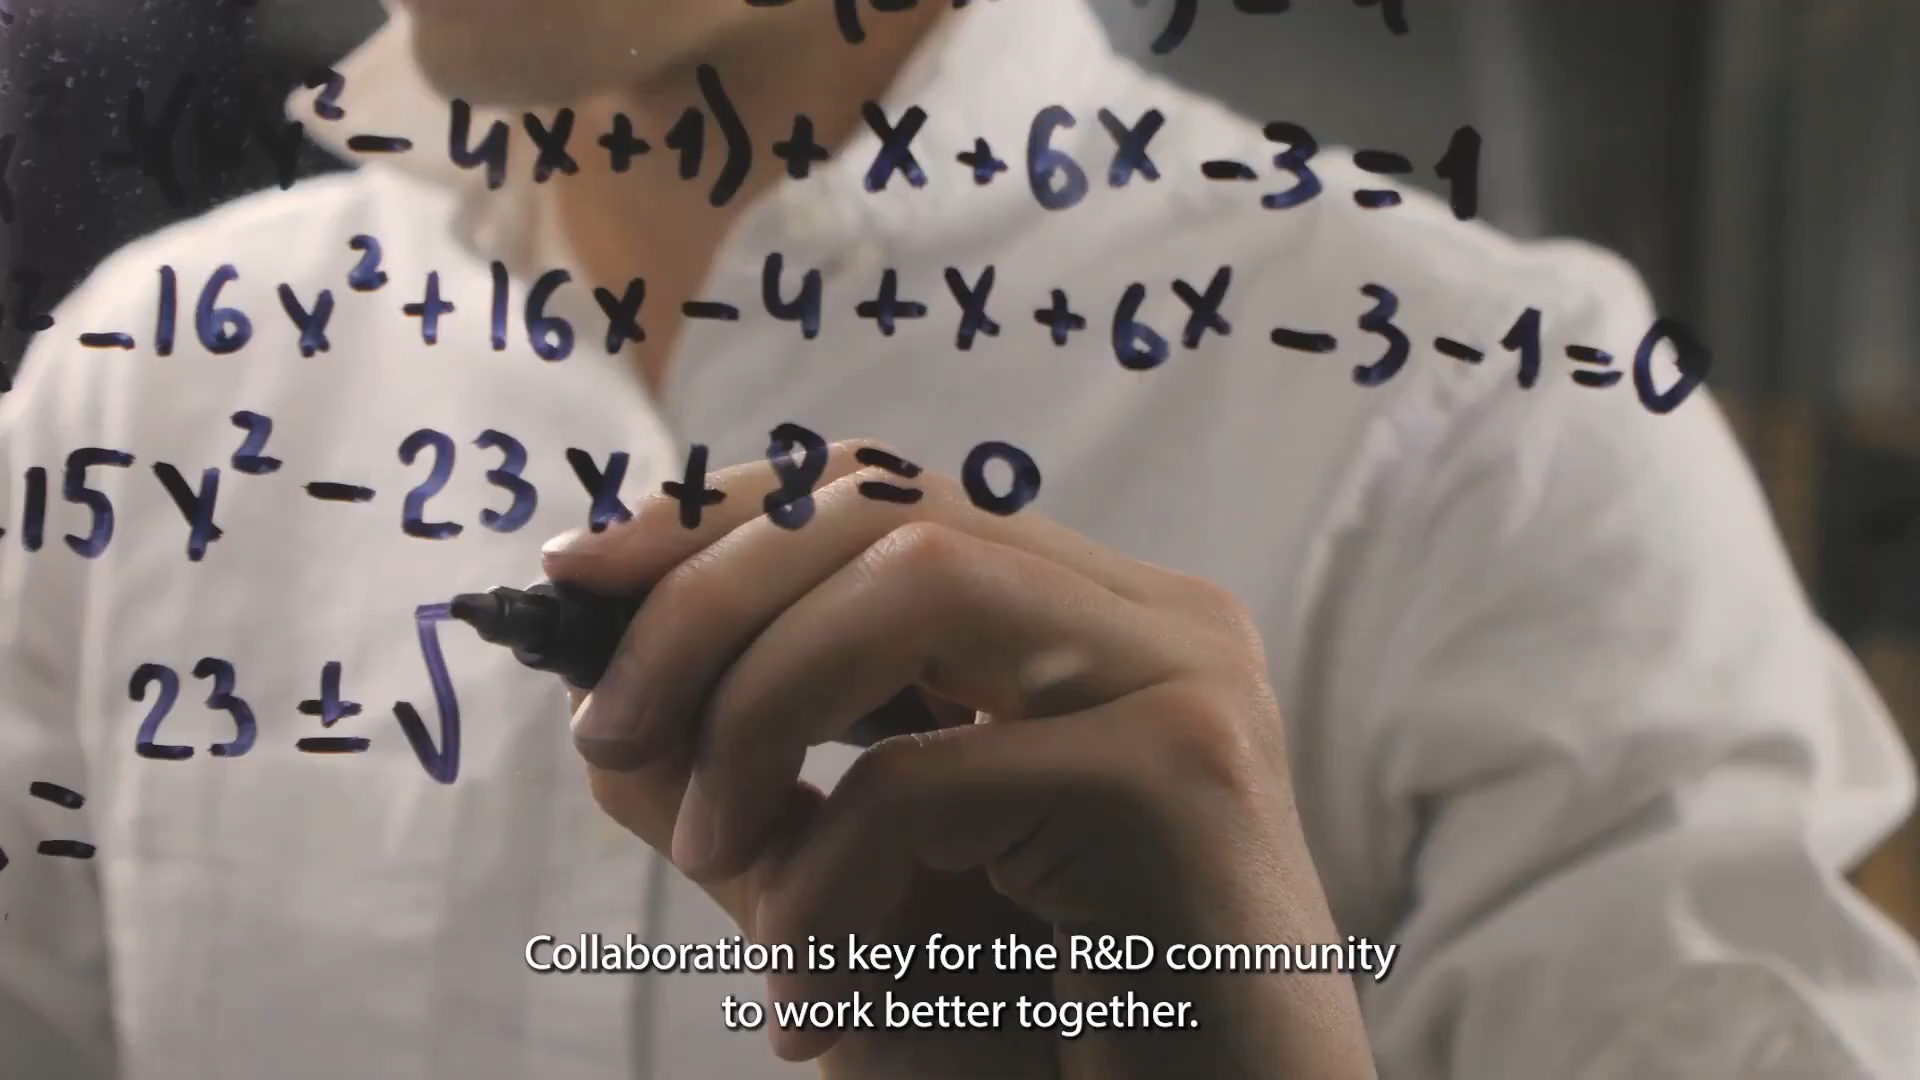 - 4x+1)+x+6x-3=1
-16x²+16x-4+x+6x-3-1=0
15x²-23x+8=0
23±√
=
Collaboration is key for the R&D community
to work better together.